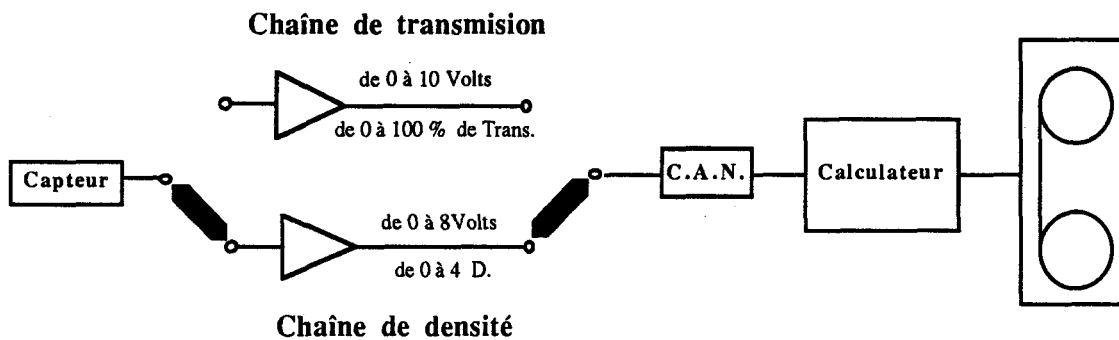 Chaîne de transmision
de 0 à 10 Volts
de 0 à 100 % de Trans.
Capteur
C.A.N.
Calculateur
de 0 à 8Volts
de 0 à 4 D.
Chaîne de densité